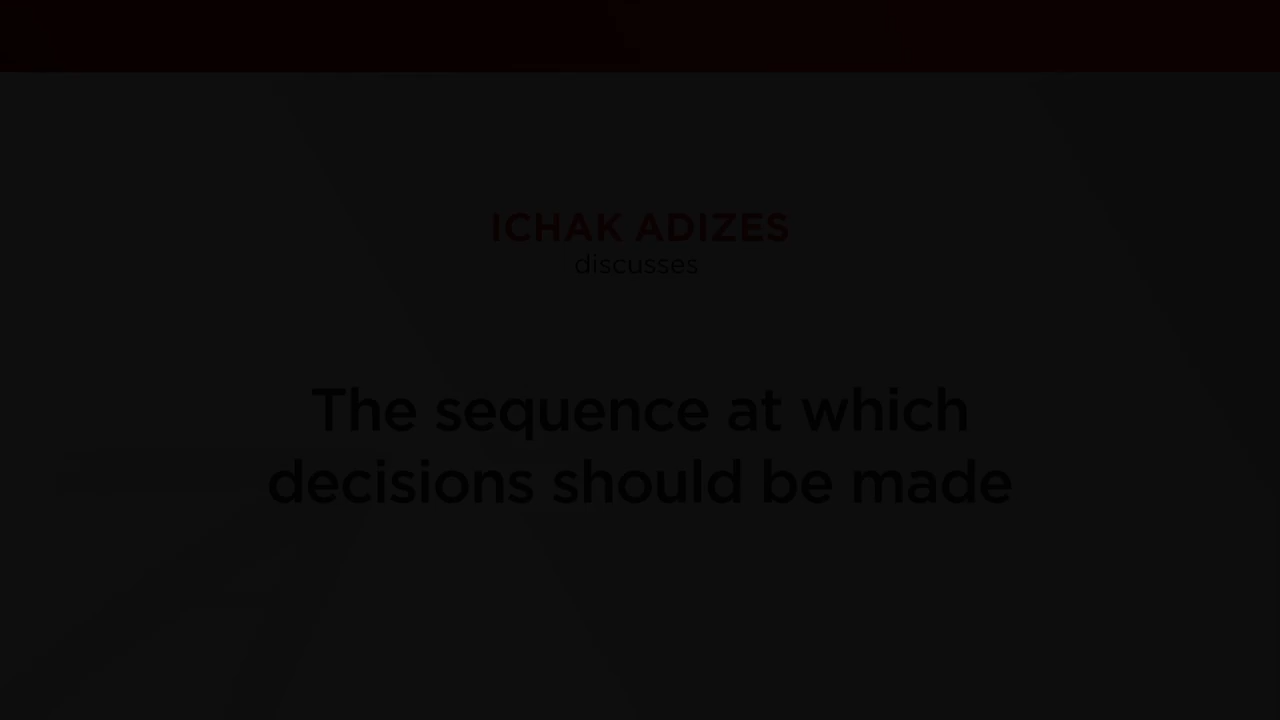 ICHAK ADIZES
discusses
The sequence at which
decisions should be made